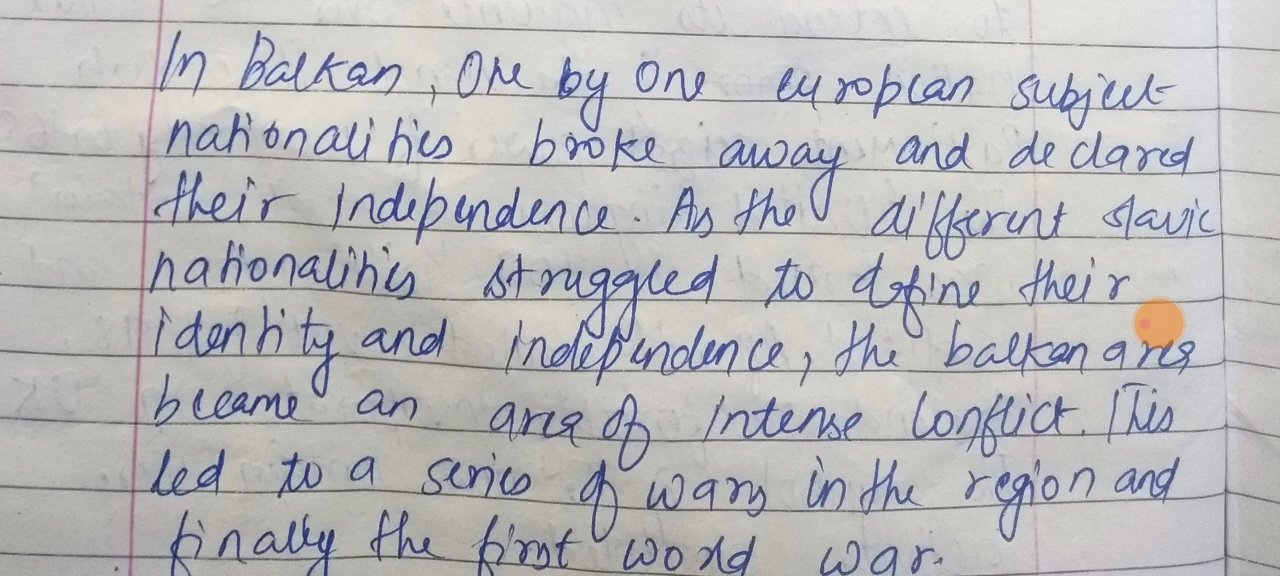 In Balkan, One by One european subject
nationalities broke away and declared
their independence. As the different slavic
nationalities struggled to define their
identity and independence, the balkan area
became an area of intense Conflict. This
led to a series of wars in the region and
finally the first world war.